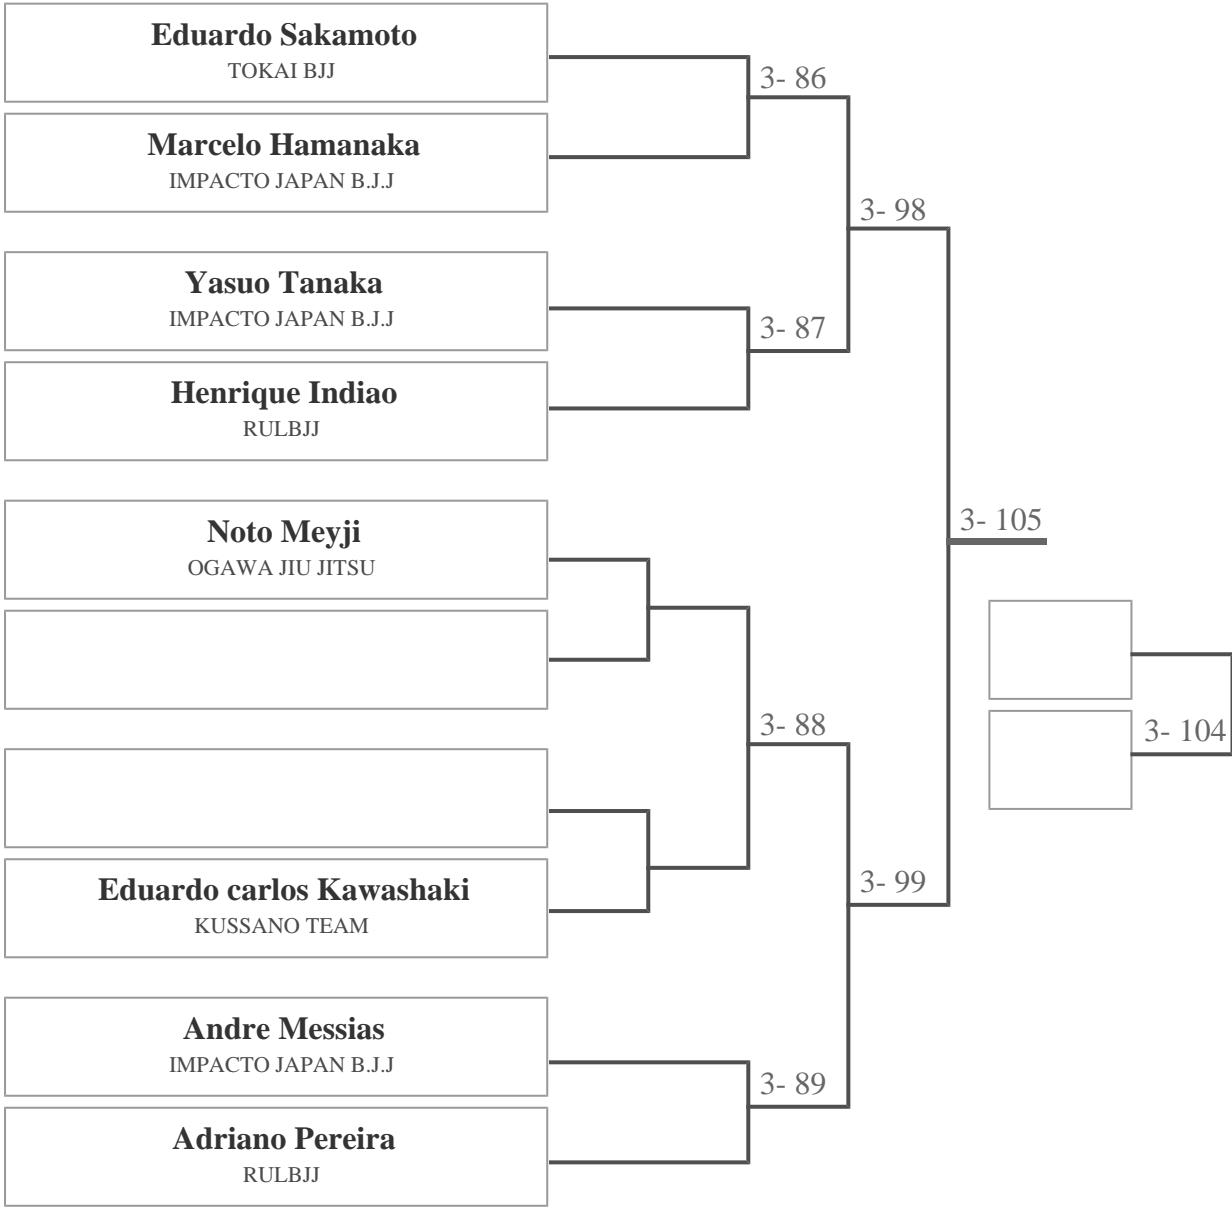 Eduardo Sakamoto
TOKAI BJJ
3- 86
Marcelo Hamanaka
IMPACTO JAPAN B.J.J
3- 98
Yasuo Tanaka
IMPACTO JAPAN B.J.J
3- 87
Henrique Indiao
RULBJJ
Noto Meyji
OGAWA JIU JITSU
3- 105
3- 88
3- 104
Eduardo carlos Kawashaki
KUSSANO TEAM
3- 99
Andre Messias
IMPACTO JAPAN B.J.J
3- 89
Adriano Pereira
RULBJJ